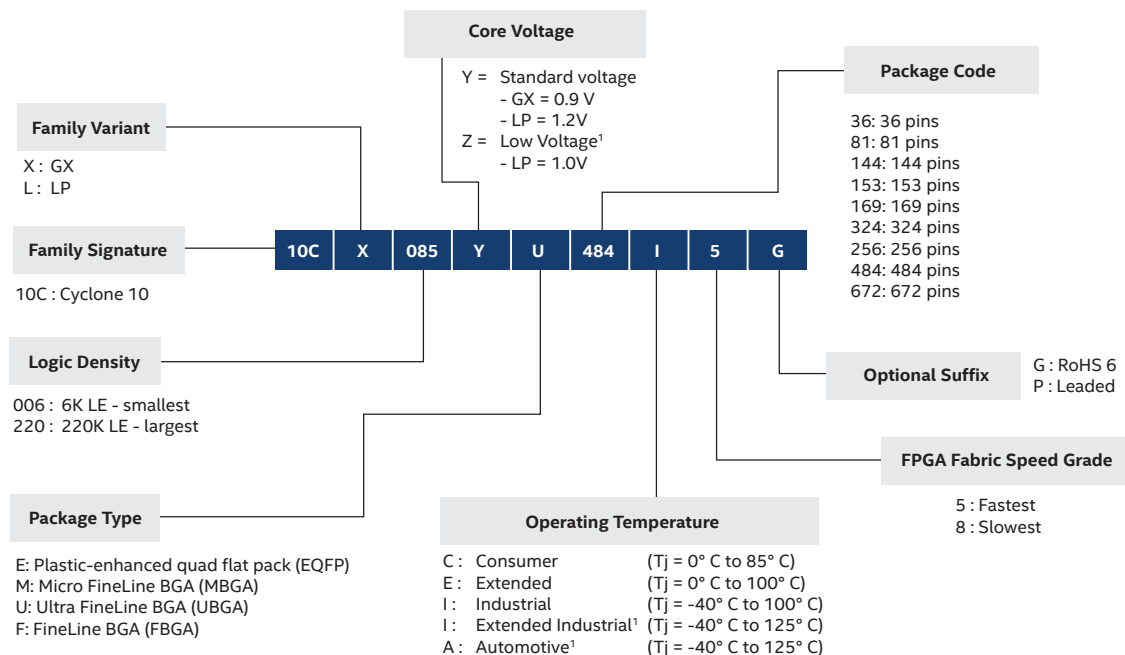 Core Voltage
Y = Standard voltage
- GX = 0.9 V
- LP = 1.2V
Z = Low Voltage¹
- LP = 1.0V
Package Code
36: 36 pins
81: 81 pins
144: 144 pins
153: 153 pins
169: 169 pins
324: 324 pins
256: 256 pins
484: 484 pins
672: 672 pins
Family Variant
X : GX
L : LP
Family Signature
10C : Cyclone 10
10C X 085 Y U 484 I 5 G
Logic Density
006 : 6K LE - smallest
220 : 220K LE - largest
Optional Suffix
G : RoHS 6
P : Leaded
FPGA Fabric Speed Grade
5 : Fastest
8 : Slowest
Package Type
E: Plastic-enhanced quad flat pack (EQFP)
M: Micro FineLine BGA (MBGA)
U: Ultra FineLine BGA (UBGA)
F: FineLine BGA (FBGA)
Operating Temperature
C : Consumer (Tj = 0° C to 85° C)
E : Extended (Tj = 0° C to 100° C)
I : Industrial (Tj = -40° C to 100° C)
I : Extended Industrial¹ (Tj = -40° C to 125° C)
A : Automotive¹ (Tj = -40° C to 125° C)